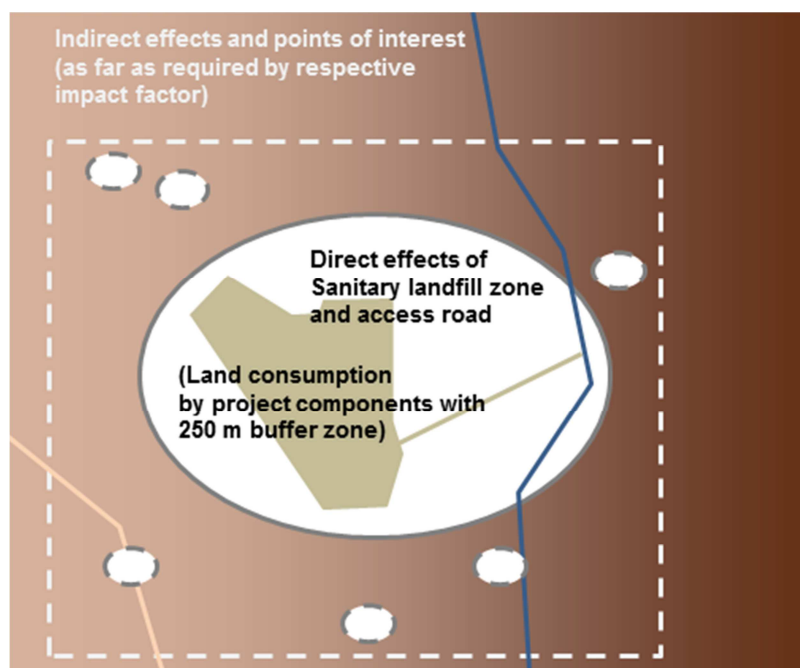 Indirect effects and points of interest
(as far as required by respective
impact factor)
Direct effects of
Sanitary landfill zone
and access road
(Land consumption
by project components with
250 m buffer zone)